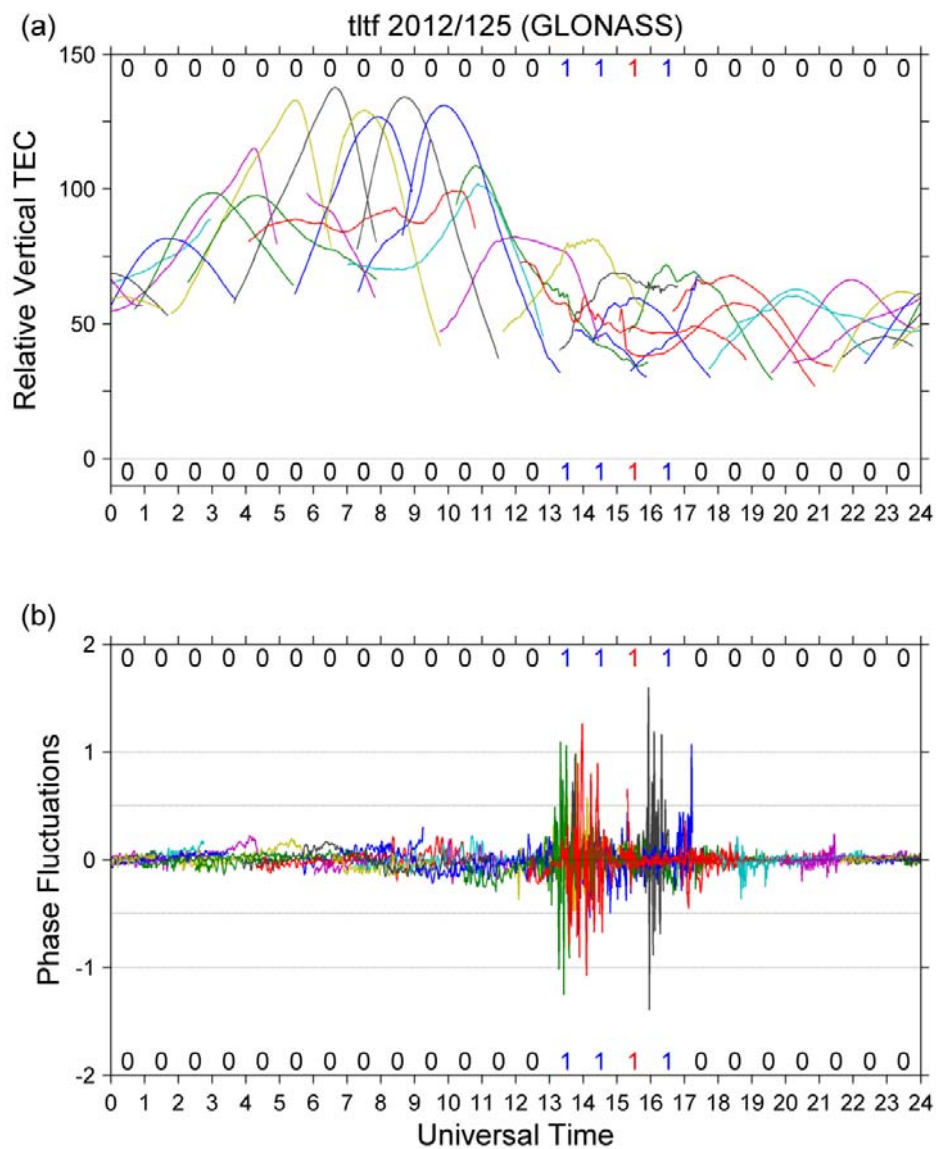 (a)
tltf 2012/125 (GLONASS)
150
0 0 0 0 0 0 0 0 0 0 0 0 0 1 1 1 1 0 0 0 0 0 0 0
100
Relative Vertical TEC
50
0
0 0 0 0 0 0 0 0 0 0 0 0 0 1 1 1 1 0 0 0 0 0 0 0
0 1 2 3 4 5 6 7 8 9 10 11 12 13 14 15 16 17 18 19 20 21 22 23 24
(b)
2
0 0 0 0 0 0 0 0 0 0 0 0 0 1 1 1 1 0 0 0 0 0 0 0
1
Phase Fluctuations
0
-1
0 0 0 0 0 0 0 0 0 0 0 0 0 1 1 1 1 0 0 0 0 0 0 0
-2
0 1 2 3 4 5 6 7 8 9 10 11 12 13 14 15 16 17 18 19 20 21 22 23 24
Universal Time